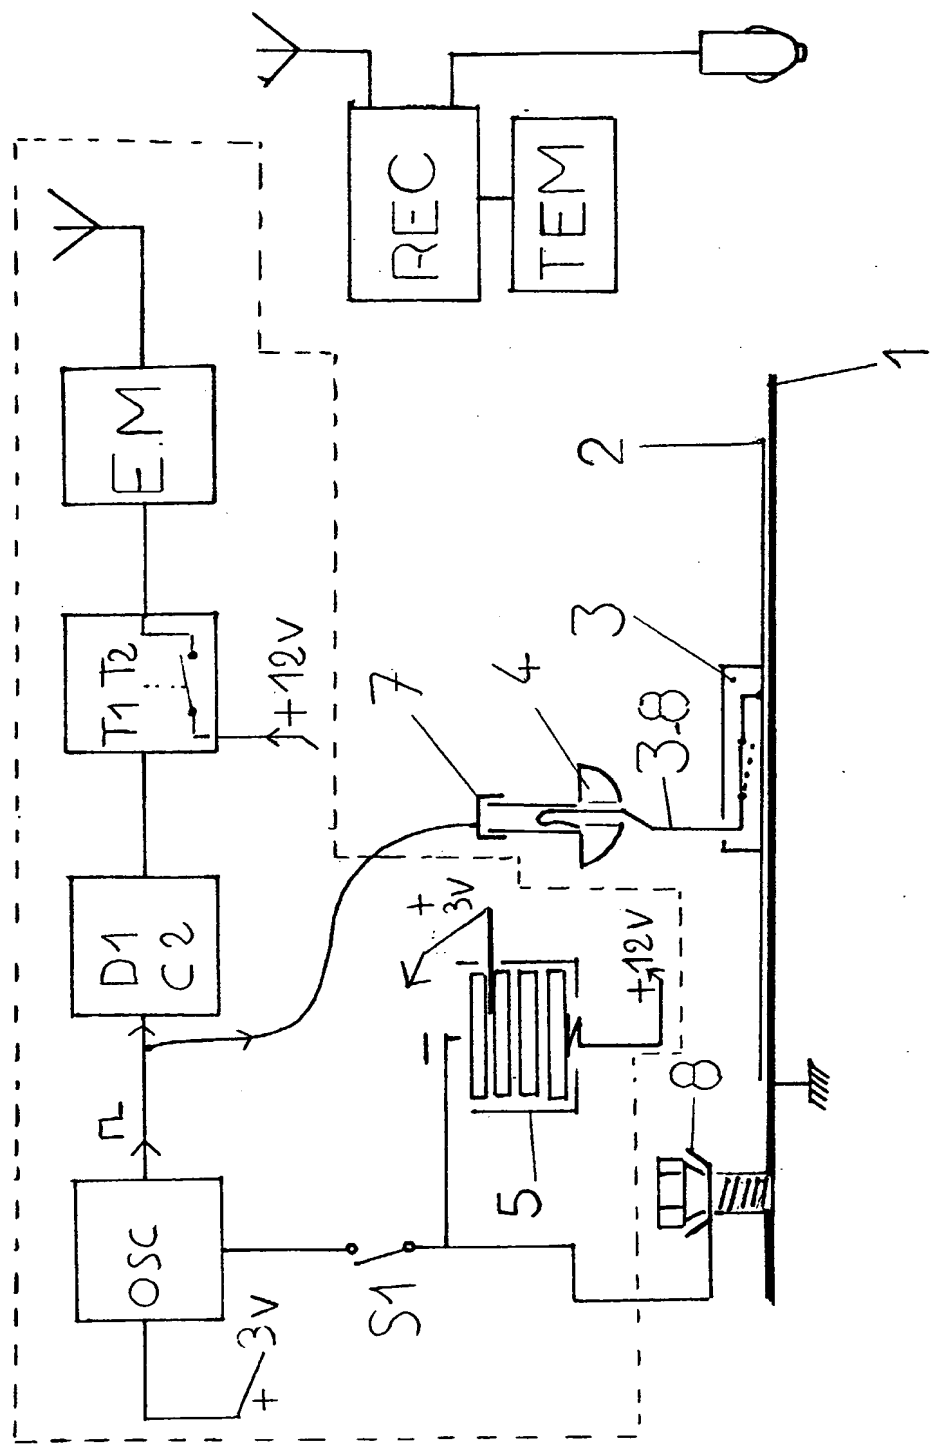 OSC
D1
C2
T1 T2
E.M
REC
TEM
+ 3V
S1
5
+ 3V
+12V
+12V
7
4
3
3-8
8
2
1